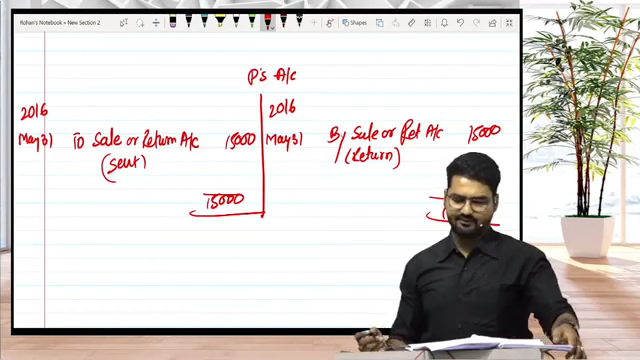 Rohan's Notebook » New Section 2
Shapes
P's A/c
2016
2016
May 31 To Sale or Return A/c 15000 May 31 By Sale or Ret A/c 15000
(Sent) (Return)
15000